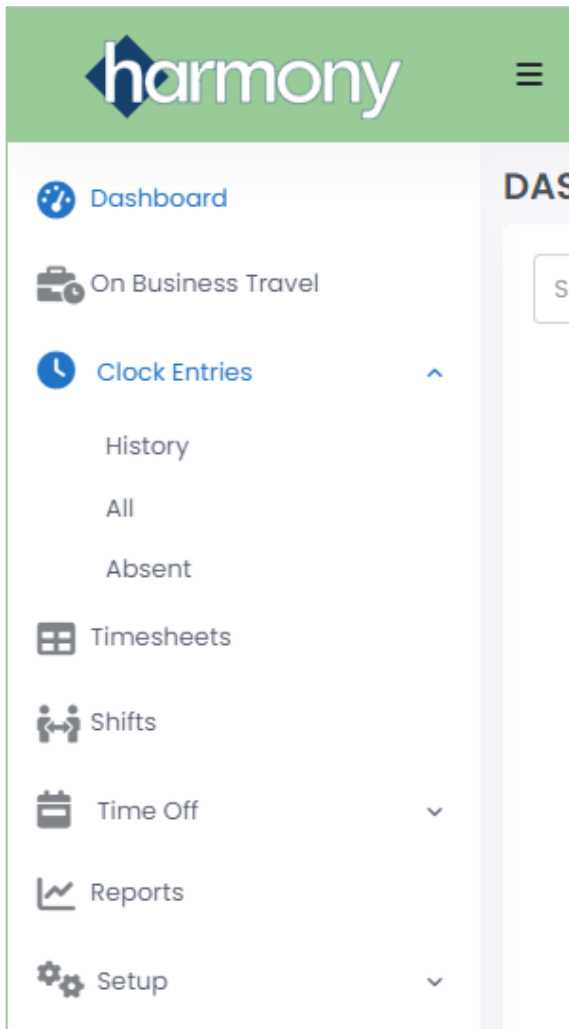 harmony
Dashboard
DAS
On Business Travel
S
Clock Entries
History
All
Absent
Timesheets
Shifts
Time Off
Reports
Setup